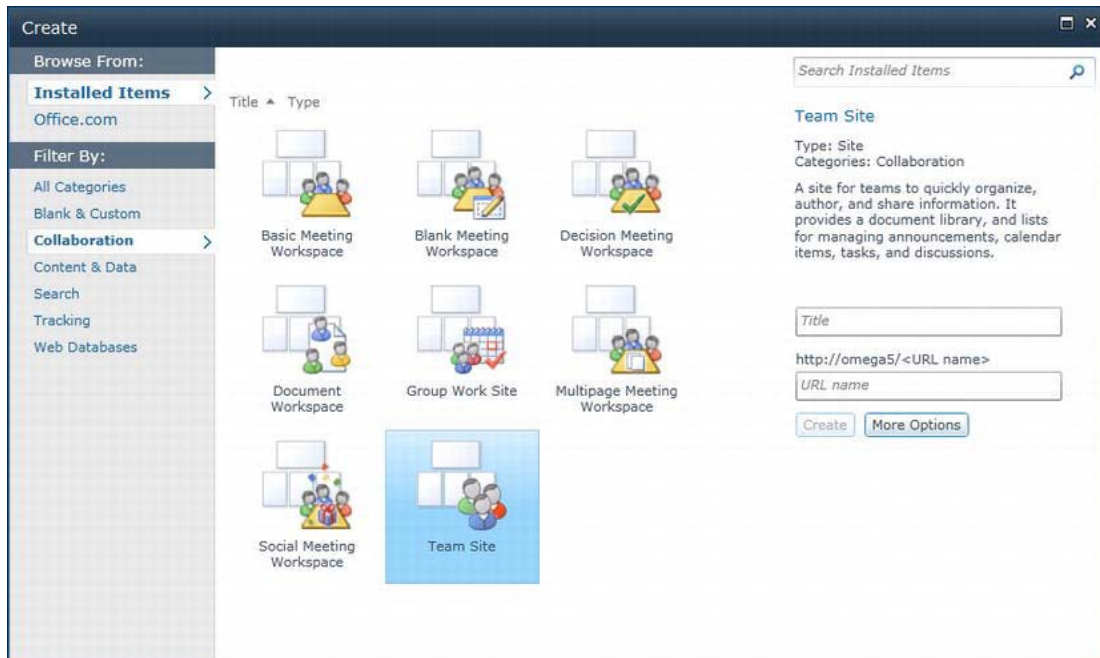 Create
Browse From:
Installed Items
Office.com
Filter By:
All Categories
Blank & Custom
Collaboration
Content & Data
Search
Tracking
Web Databases
Title Type
Basic Meeting
Workspace
Blank Meeting
Workspace
Decision Meeting
Workspace
Document
Workspace
Group Work Site
Multipage Meeting
Workspace
Social Meeting
Workspace
Team Site
Search Installed Items
Team Site
Type: Site
Categories: Collaboration
A site for teams to quickly organize,
author, and share information. It
provides a document library, and lists
for managing announcements, calendar
items, tasks, and discussions.
Title
http://omega5/<URL name>
URL name
Create More Options